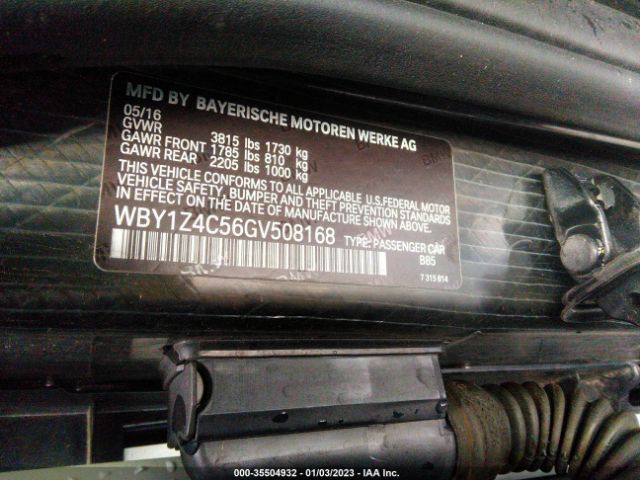 MFD BY BAYERISCHE MOTOREN WERKE AG
05/16
GVWR 3815 lbs 1730 kg
GAWR FRONT 1785 lbs 810 kg
GAWR REAR 2205 lbs 1000 kg
THIS VEHICLE CONFORMS TO ALL APPLICABLE U.S. FEDERAL MOTOR
VEHICLE SAFETY, BUMPER AND THEFT PREVENTION STANDARDS
IN EFFECT ON THE DATE OF MANUFACTURE SHOWN ABOVE.
WBY1Z4C56GV508168 TYPE: PASSENGER CAR
B85
7 315 614
000-35504932 - 01/03/2023 - IAA Inc.